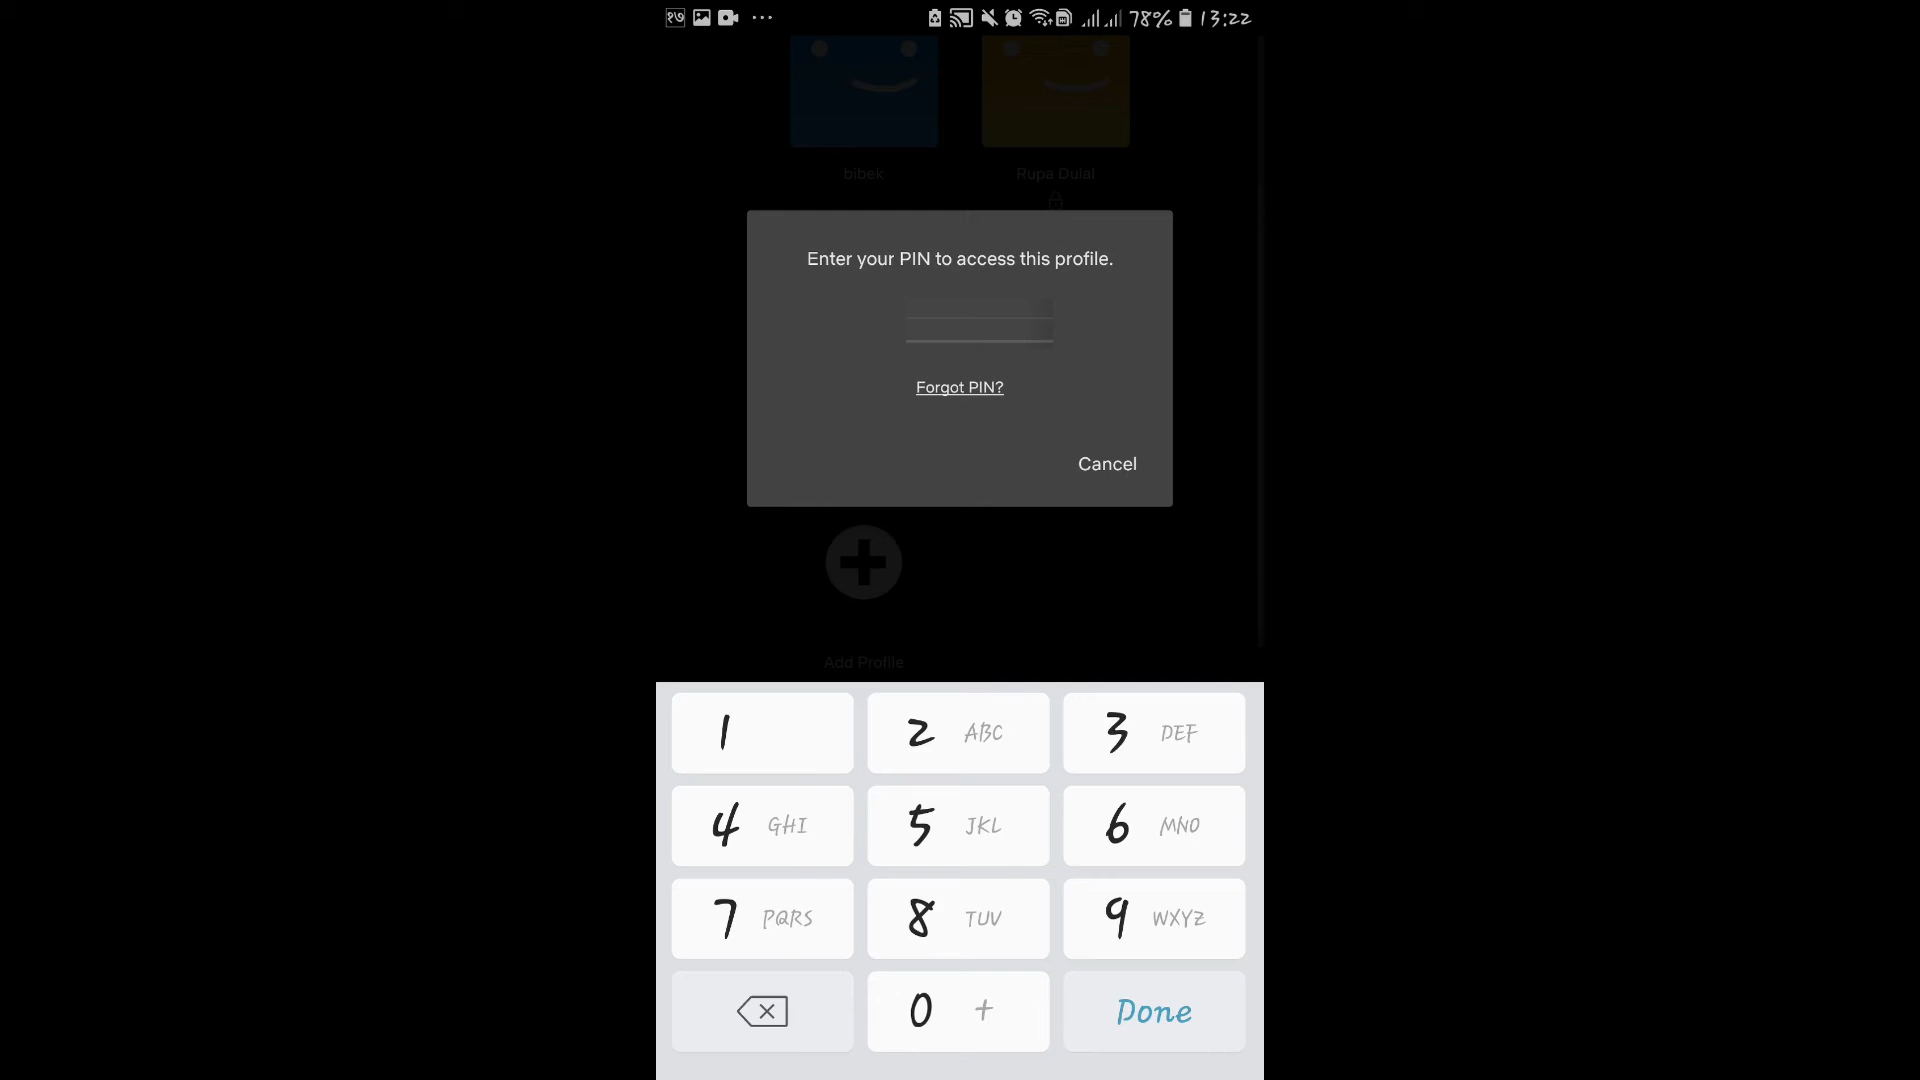 १७ 78% 13:22
bibek Rupa Dulal
Enter your PIN to access this profile.
Forgot PIN?
Cancel
Add Profile
1 2 ABC 3 DEF
4 GHI 5 JKL 6 MNO
7 PQRS 8 TUV 9 WXYZ
0 + Done